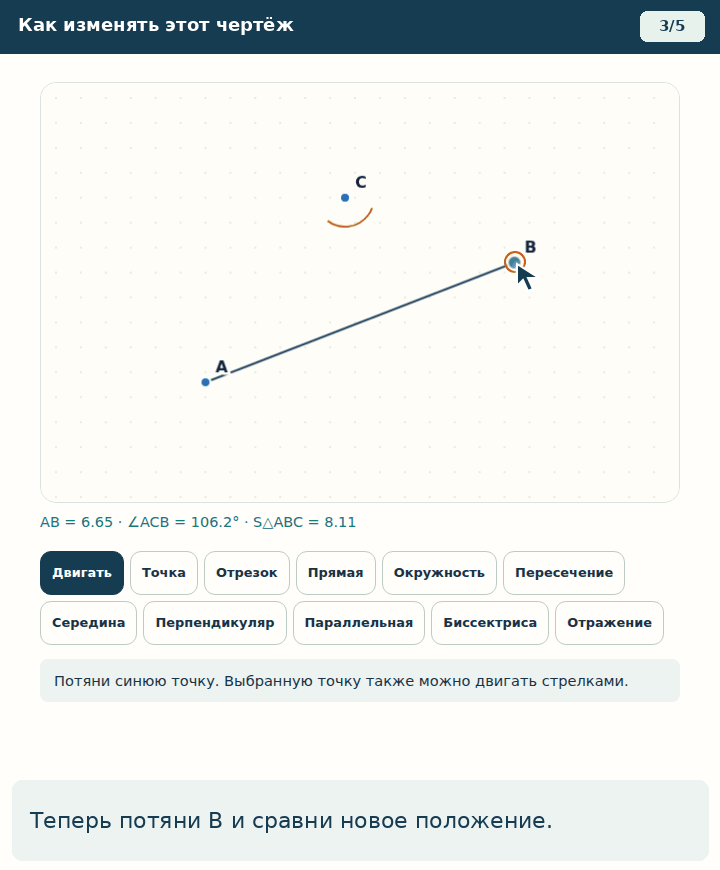 Как изменять этот чертёж
3/5
C
B
A
AB = 6.65 · ∠ACB = 106.2° · S△ABC = 8.11
Двигать Точка Отрезок Прямая Окружность Пересечение
Середина Перпендикуляр Параллельная Биссектриса Отражение
Потяни синюю точку. Выбранную точку также можно двигать стрелками.
Теперь потяни B и сравни новое положение.